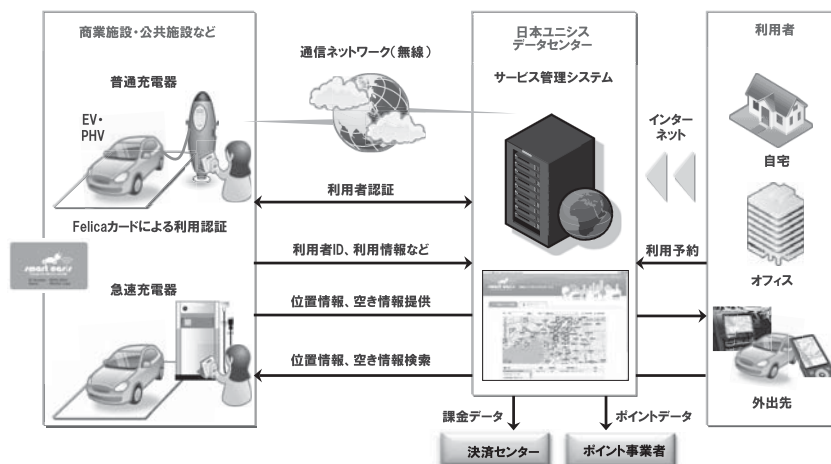 商業施設・公共施設など
普通充電器
EV・
PHV
Felicaカードによる利用認証
smart oasis
急速充電器
通信ネットワーク(無線)
利用者認証
利用者ID、利用情報など
位置情報、空き情報提供
位置情報、空き情報検索
日本ユニシス
データセンター
サービス管理システム
課金データ
ポイントデータ
決済センター
ポイント事業者
インター
ネット
利用予約
利用者
自宅
オフィス
外出先